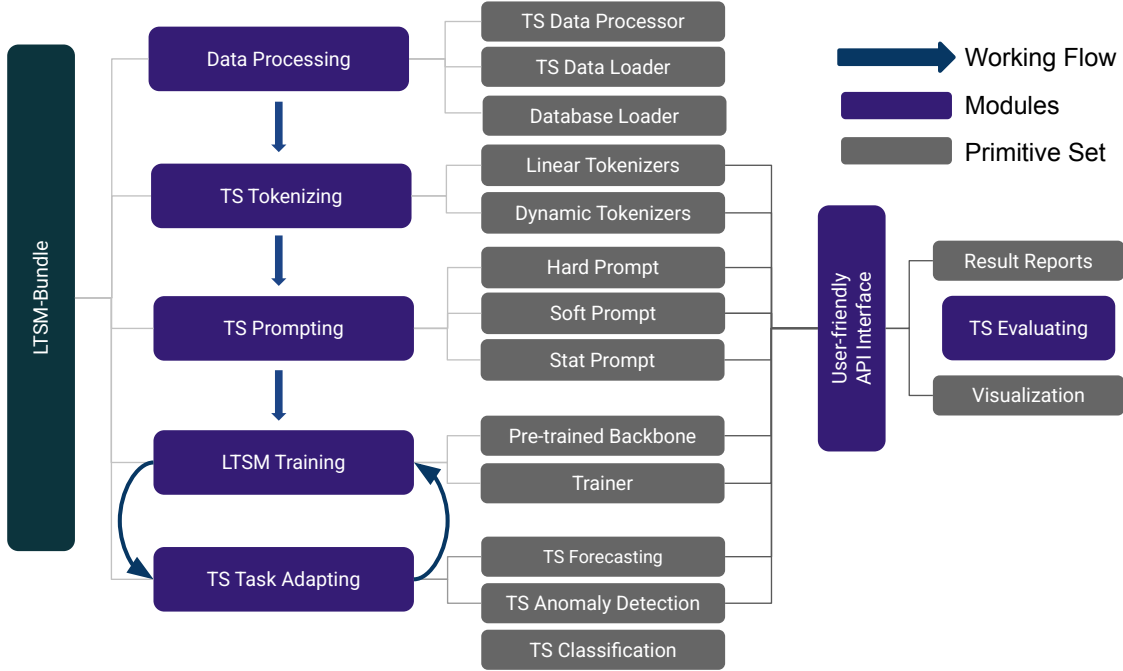 LTSM-Bundle
Data Processing
TS Tokenizing
TS Prompting
LTSM Training
TS Task Adapting
TS Data Processor
TS Data Loader
Database Loader
Linear Tokenizers
Dynamic Tokenizers
Hard Prompt
Soft Prompt
Stat Prompt
Pre-trained Backbone
Trainer
TS Forecasting
TS Anomaly Detection
TS Classification
User-friendly
API Interface
Result Reports
TS Evaluating
Visualization
Working Flow
Modules
Primitive Set